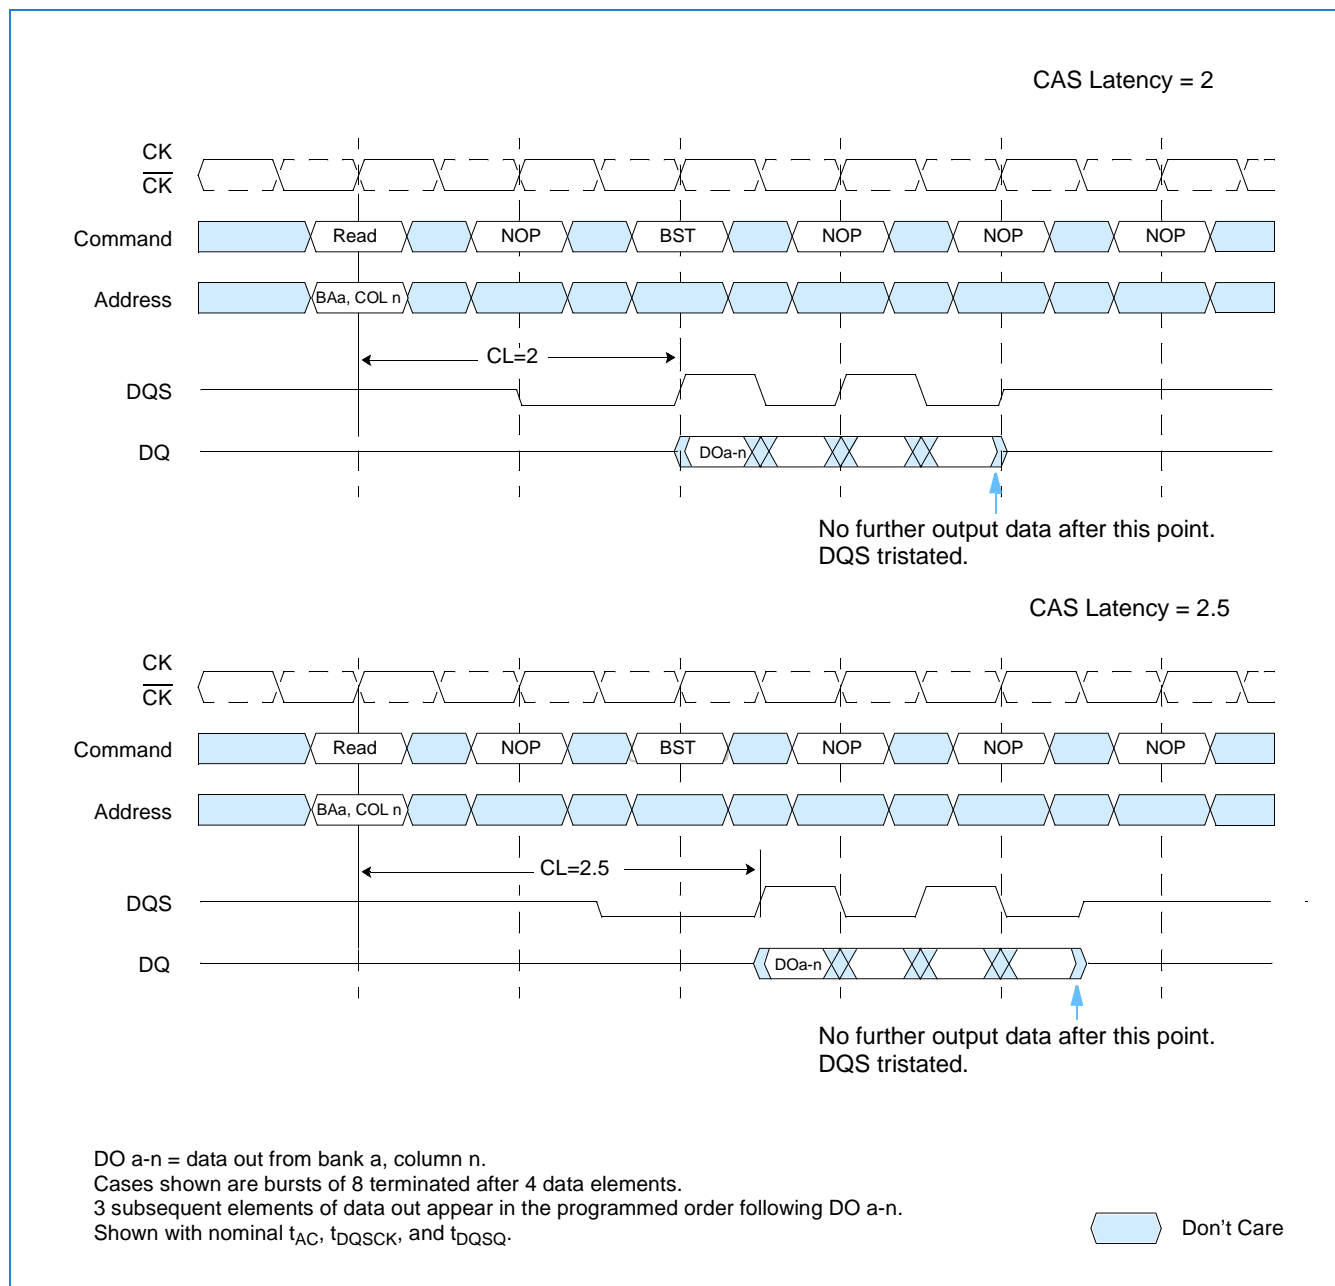 CAS Latency = 2
CK
CK
Command Read NOP BST NOP NOP NOP
Address BAa, COL n
CL=2
DQS
DQ DOa-n
No further output data after this point.
DQS tristated.
CAS Latency = 2.5
CK
CK
Command Read NOP BST NOP NOP NOP
Address BAa, COL n
CL=2.5
DQS
DQ DOa-n
No further output data after this point.
DQS tristated.
DO a-n = data out from bank a, column n.
Cases shown are bursts of 8 terminated after 4 data elements.
3 subsequent elements of data out appear in the programmed order following DO a-n.
Shown with nominal tAC, tDQSCK, and tDQSQ.
Don't Care